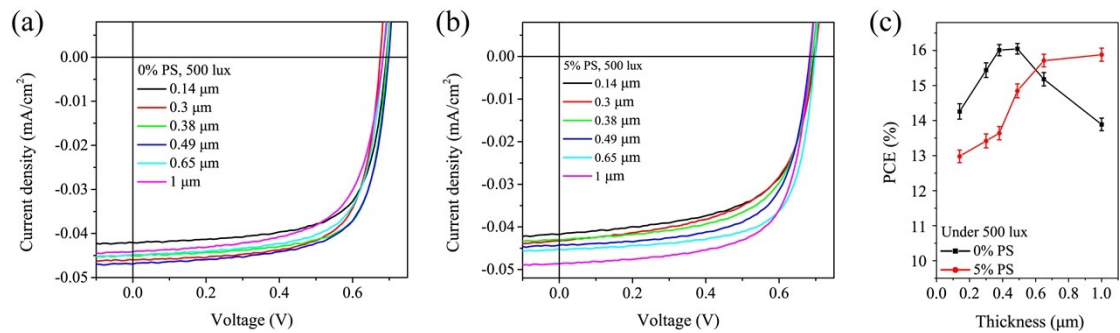 (a)
0.00
-0.01
-0.02
-0.03
-0.04
-0.05
Current density (mA/cm²)
0% PS, 500 lux
0.14 μm
0.3 μm
0.38 μm
0.49 μm
0.65 μm
1 μm
0.0 0.2 0.4 0.6
Voltage (V)
(b)
0.00
-0.01
-0.02
-0.03
-0.04
-0.05
Current density (mA/cm²)
5% PS, 500 lux
0.14 μm
0.3 μm
0.38 μm
0.49 μm
0.65 μm
1 μm
0.0 0.2 0.4 0.6
Voltage (V)
(c)
16
15
14
13
12
11
10
PCE (%)
Under 500 lux
0% PS
5% PS
0.0 0.2 0.4 0.6 0.8 1.0
Thickness (μm)